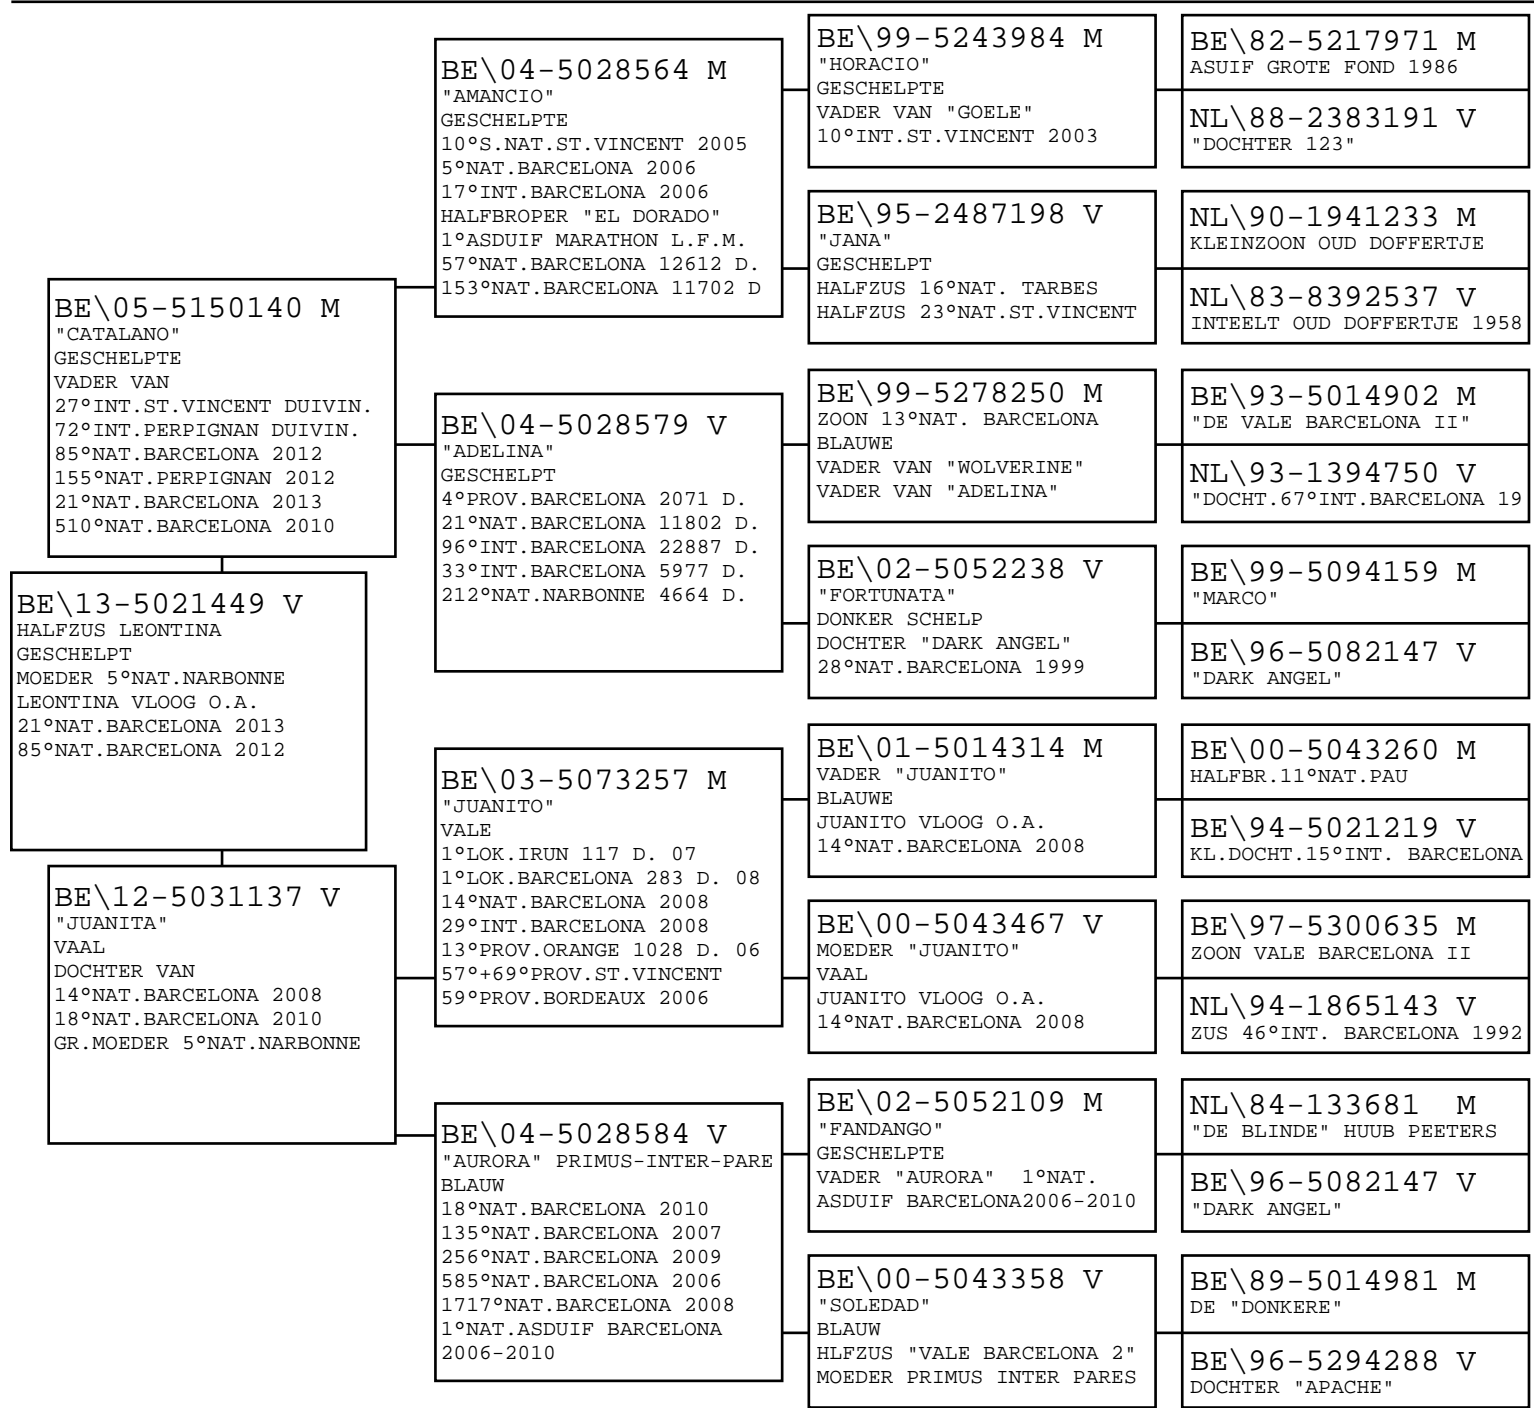 BE\13-5021449 V
HALFZUS LEONTINA
GESCHELPT
MOEDER 5°NAT.NARBONNE
LEONTINA VLOOG O.A.
21°NAT.BARCELONA 2013
85°NAT.BARCELONA 2012
BE\05-5150140 M
"CATALANO"
GESCHELPTE
VADER VAN
27°INT.ST.VINCENT DUIVIN.
72°INT.PERPIGNAN DUIVIN.
85°NAT.BARCELONA 2012
155°NAT.PERPIGNAN 2012
21°NAT.BARCELONA 2013
510°NAT.BARCELONA 2010
BE\12-5031137 V
"JUANITA"
VAAL
DOCHTER VAN
14°NAT.BARCELONA 2008
18°NAT.BARCELONA 2010
GR.MOEDER 5°NAT.NARBONNE
BE\04-5028564 M
"AMANCIO"
GESCHELPTE
10°S.NAT.ST.VINCENT 2005
5°NAT.BARCELONA 2006
17°INT.BARCELONA 2006
HALFBROPER "EL DORADO"
1°ASDUIF MARATHON L.F.M.
57°NAT.BARCELONA 12612 D.
153°NAT.BARCELONA 11702 D
BE\04-5028579 V
"ADELINA"
GESCHELPT
4°PROV.BARCELONA 2071 D.
21°NAT.BARCELONA 11802 D.
96°INT.BARCELONA 22887 D.
33°INT.BARCELONA 5977 D.
212°NAT.NARBONNE 4664 D.
BE\03-5073257 M
"JUANITO"
VALE
1°LOK.IRUN 117 D. 07
1°LOK.BARCELONA 283 D. 08
14°NAT.BARCELONA 2008
29°INT.BARCELONA 2008
13°PROV.ORANGE 1028 D. 06
57°+69°PROV.ST.VINCENT
59°PROV.BORDEAUX 2006
BE\04-5028584 V
"AURORA" PRIMUS-INTER-PARE
BLAUW
18°NAT.BARCELONA 2010
135°NAT.BARCELONA 2007
256°NAT.BARCELONA 2009
585°NAT.BARCELONA 2006
1717°NAT.BARCELONA 2008
1°NAT.ASDUIF BARCELONA
2006-2010
BE\99-5243984 M
"HORACIO"
GESCHELPTE
VADER VAN "GOELE"
10°INT.ST.VINCENT 2003
BE\95-2487198 V
"JANA"
GESCHELPT
HALFZUS 16°NAT. TARBES
HALFZUS 23°NAT.ST.VINCENT
BE\99-5278250 M
ZOON 13°NAT. BARCELONA
BLAUWE
VADER VAN "WOLVERINE"
VADER VAN "ADELINA"
BE\02-5052238 V
"FORTUNATA"
DONKER SCHELP
DOCHTER "DARK ANGEL"
28°NAT.BARCELONA 1999
BE\01-5014314 M
VADER "JUANITO"
BLAUWE
JUANITO VLOOG O.A.
14°NAT.BARCELONA 2008
BE\00-5043467 V
MOEDER "JUANITO"
VAAL
JUANITO VLOOG O.A.
14°NAT.BARCELONA 2008
BE\02-5052109 M
"FANDANGO"
GESCHELPTE
VADER "AURORA"  1°NAT.
ASDUIF BARCELONA2006-2010
BE\00-5043358 V
"SOLEDAD"
BLAUW
HLFZUS "VALE BARCELONA 2"
MOEDER PRIMUS INTER PARES
BE\82-5217971 M
ASUIF GROTE FOND 1986
NL\88-2383191 V
"DOCHTER 123"
NL\90-1941233 M
KLEINZOON OUD DOFFERTJE
NL\83-8392537 V
INTEELT OUD DOFFERTJE 1958
BE\93-5014902 M
"DE VALE BARCELONA II"
NL\93-1394750 V
"DOCHT.67°INT.BARCELONA 19
BE\99-5094159 M
"MARCO"
BE\96-5082147 V
"DARK ANGEL"
BE\00-5043260 M
HALFBR.11°NAT.PAU
BE\94-5021219 V
KL.DOCHT.15°INT. BARCELONA
BE\97-5300635 M
ZOON VALE BARCELONA II
NL\94-1865143 V
ZUS 46°INT. BARCELONA 1992
NL\84-133681  M
"DE BLINDE" HUUB PEETERS
BE\96-5082147 V
"DARK ANGEL"
BE\89-5014981 M
DE "DONKERE"
BE\96-5294288 V
DOCHTER "APACHE"